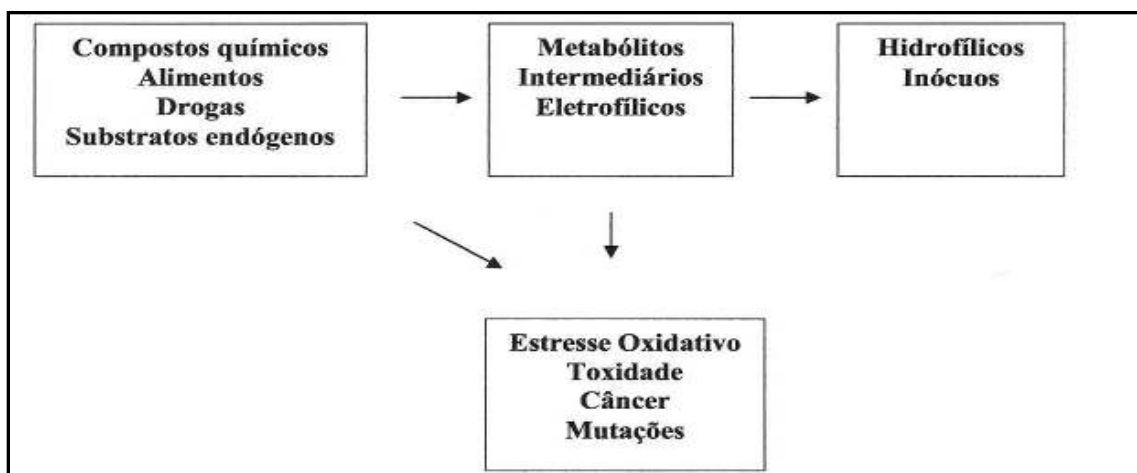 Compostos químicos
Alimentos
Drogas
Substratos endógenos
Metabólitos
Intermediários
Eletrofílicos
Hidrofílicos
Inócuos
Estresse Oxidativo
Toxidade
Câncer
Mutações